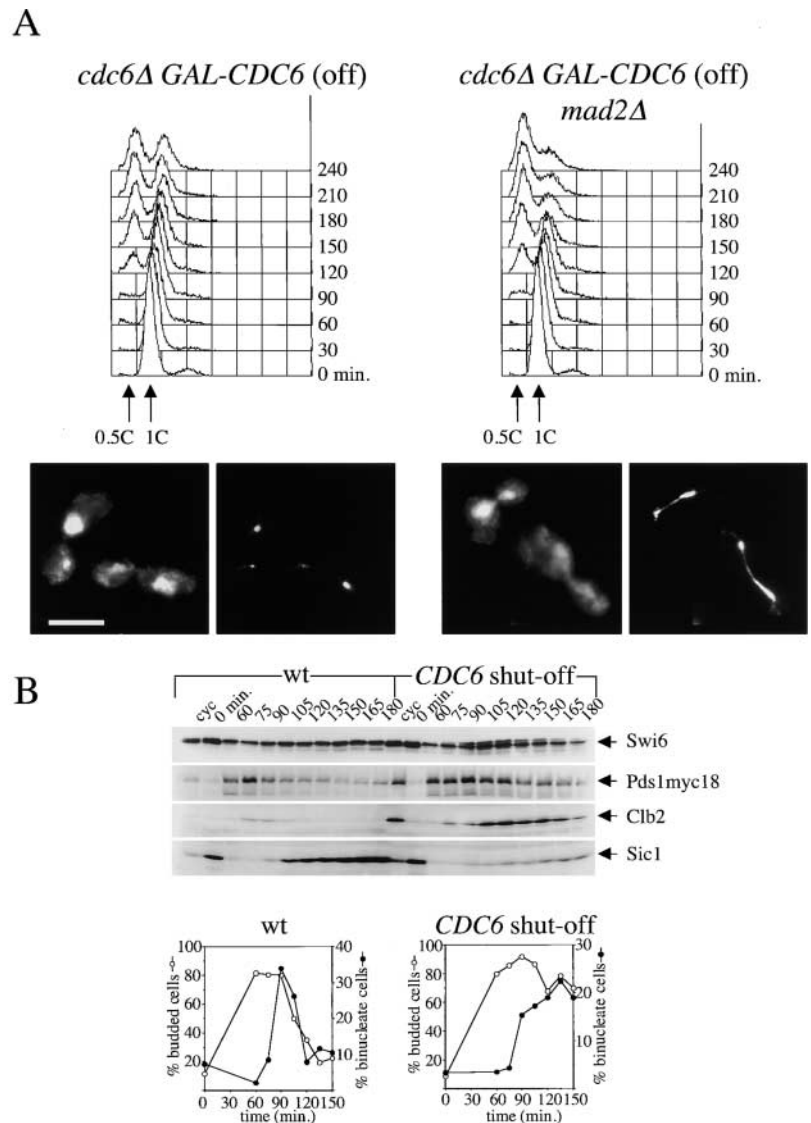 A
cdc6Δ GAL-CDC6 (off)
240
210
180
150
120
90
60
30
0 min.
0.5C 1C
cdc6Δ GAL-CDC6 (off)
mad2Δ
240
210
180
150
120
90
60
30
0 min.
0.5C 1C
B
wt CDC6 shut-off
cyc 0 min. 60 75 90 105 120 135 150 165 180 cyc 0 min. 60 75 90 105 120 135 150 165 180
Swi6
Pds1myc18
Clb2
Sic1
wt
% budded cells
100
80
60
40
20
40
30
20
10
% binucleate cells
0 30 60 90 120 150
time (min.)
CDC6 shut-off
% budded cells
100
80
60
40
20
30
20
10
% binucleate cells
0 30 60 90 120 150
time (min.)